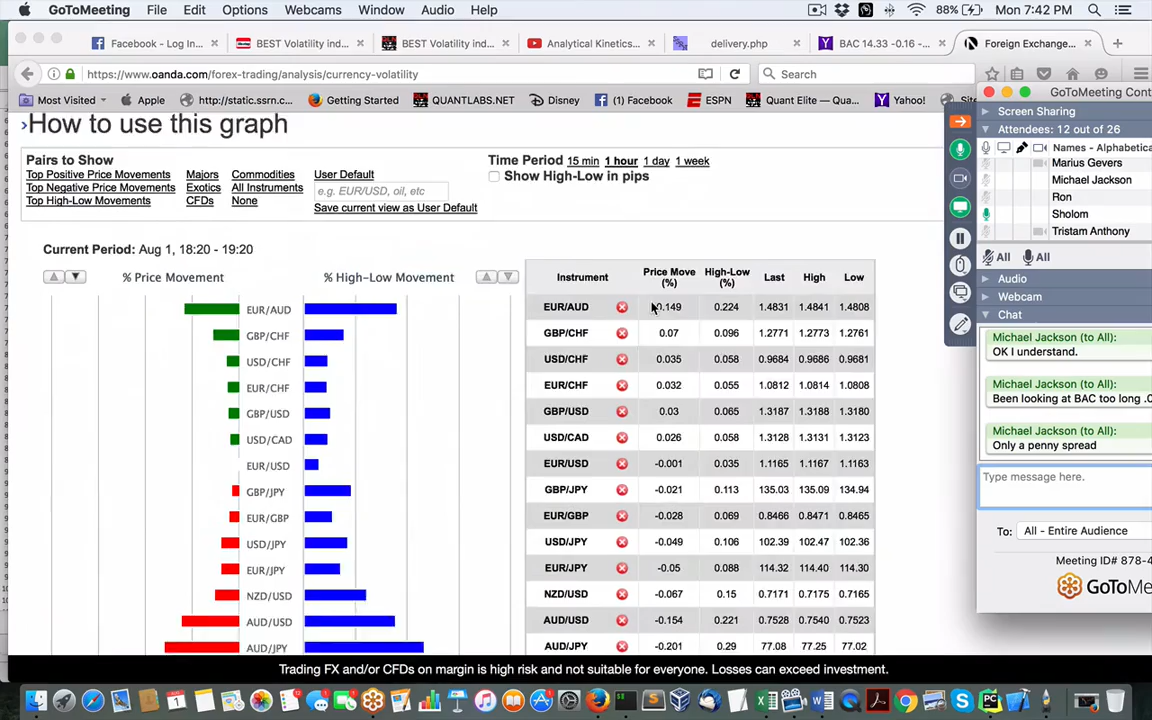 GoToMeeting File Edit Options Webcams Window Audio Help 88% Mon 7:42 PM
Facebook - Log In... BEST Volatility ind... BEST Volatility ind... Analytical Kinetics... delivery.php BAC 14.33 -0.16 -... Foreign Exchange...
https://www.oanda.com/forex-trading/analysis/currency-volatility Search
Most Visited Apple http://static.ssrn.c... Getting Started QUANTLABS.NET Disney (1) Facebook ESPN Quant Elite — Qua... Yahoo!
GoToMeeting Cont
Screen Sharing
Attendees: 12 out of 26
Names - Alphabetica
Marius Gevers
Michael Jackson
Ron
Sholom
Tristam Anthony
All All
Audio
Webcam
Chat
Michael Jackson (to All):
OK I understand.
Michael Jackson (to All):
Been looking at BAC too long .0
Michael Jackson (to All):
Only a penny spread
Type message here.
To: All - Entire Audience
Meeting ID# 878-4
GoToMe
›How to use this graph
Pairs to Show
Top Positive Price Movements Majors Commodities User Default
Top Negative Price Movements Exotics All Instruments e.g. EUR/USD, oil, etc
Top High-Low Movements CFDs None Save current view as User Default
Time Period 15 min 1 hour 1 day 1 week
Show High-Low in pips
Current Period: Aug 1, 18:20 - 19:20
% Price Movement % High-Low Movement
EUR/AUD
GBP/CHF
USD/CHF
EUR/CHF
GBP/USD
USD/CAD
EUR/USD
GBP/JPY
EUR/GBP
USD/JPY
EUR/JPY
NZD/USD
AUD/USD
AUD/JPY
Instrument Price Move (%) High-Low (%) Last High Low
EUR/AUD 0.149 0.224 1.4831 1.4841 1.4808
GBP/CHF 0.07 0.096 1.2771 1.2773 1.2761
USD/CHF 0.035 0.058 0.9684 0.9686 0.9681
EUR/CHF 0.032 0.055 1.0812 1.0814 1.0808
GBP/USD 0.03 0.065 1.3187 1.3188 1.3180
USD/CAD 0.026 0.058 1.3128 1.3131 1.3123
EUR/USD -0.001 0.035 1.1165 1.1167 1.1163
GBP/JPY -0.021 0.113 135.03 135.09 134.94
EUR/GBP -0.028 0.069 0.8466 0.8471 0.8465
USD/JPY -0.049 0.106 102.39 102.47 102.36
EUR/JPY -0.05 0.088 114.32 114.40 114.30
NZD/USD -0.067 0.15 0.7171 0.7175 0.7165
AUD/USD -0.154 0.221 0.7528 0.7540 0.7523
AUD/JPY -0.201 0.29 77.08 77.25 77.02
Trading FX and/or CFDs on margin is high risk and not suitable for everyone. Losses can exceed investment.